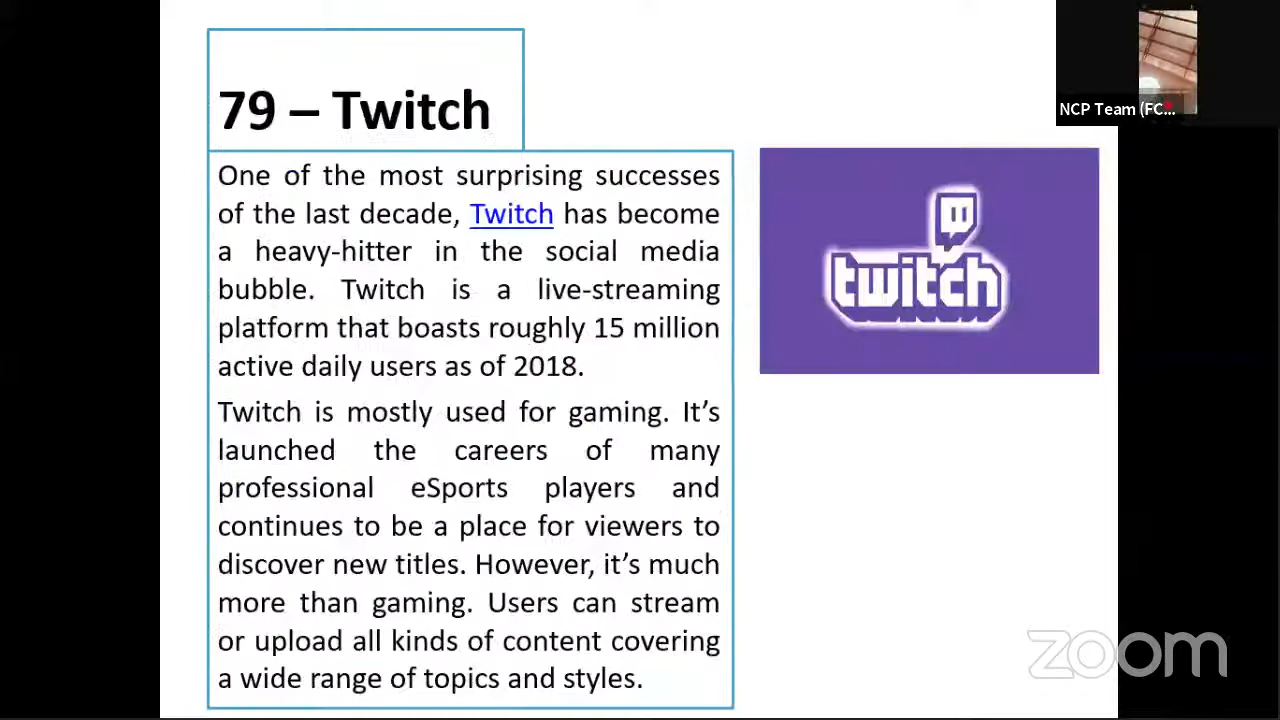 79 – Twitch
One of the most surprising successes
of the last decade, Twitch has become
a heavy-hitter in the social media
bubble. Twitch is a live-streaming
platform that boasts roughly 15 million
active daily users as of 2018.
Twitch is mostly used for gaming. It’s
launched the careers of many
professional eSports players and
continues to be a place for viewers to
discover new titles. However, it’s much
more than gaming. Users can stream
or upload all kinds of content covering
a wide range of topics and styles.
twitch
NCP Team (FC...
zoom